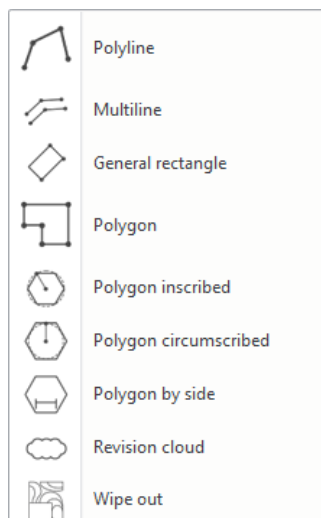 Polyline
Multiline
General rectangle
Polygon
Polygon inscribed
Polygon circumscribed
Polygon by side
Revision cloud
Wipe out